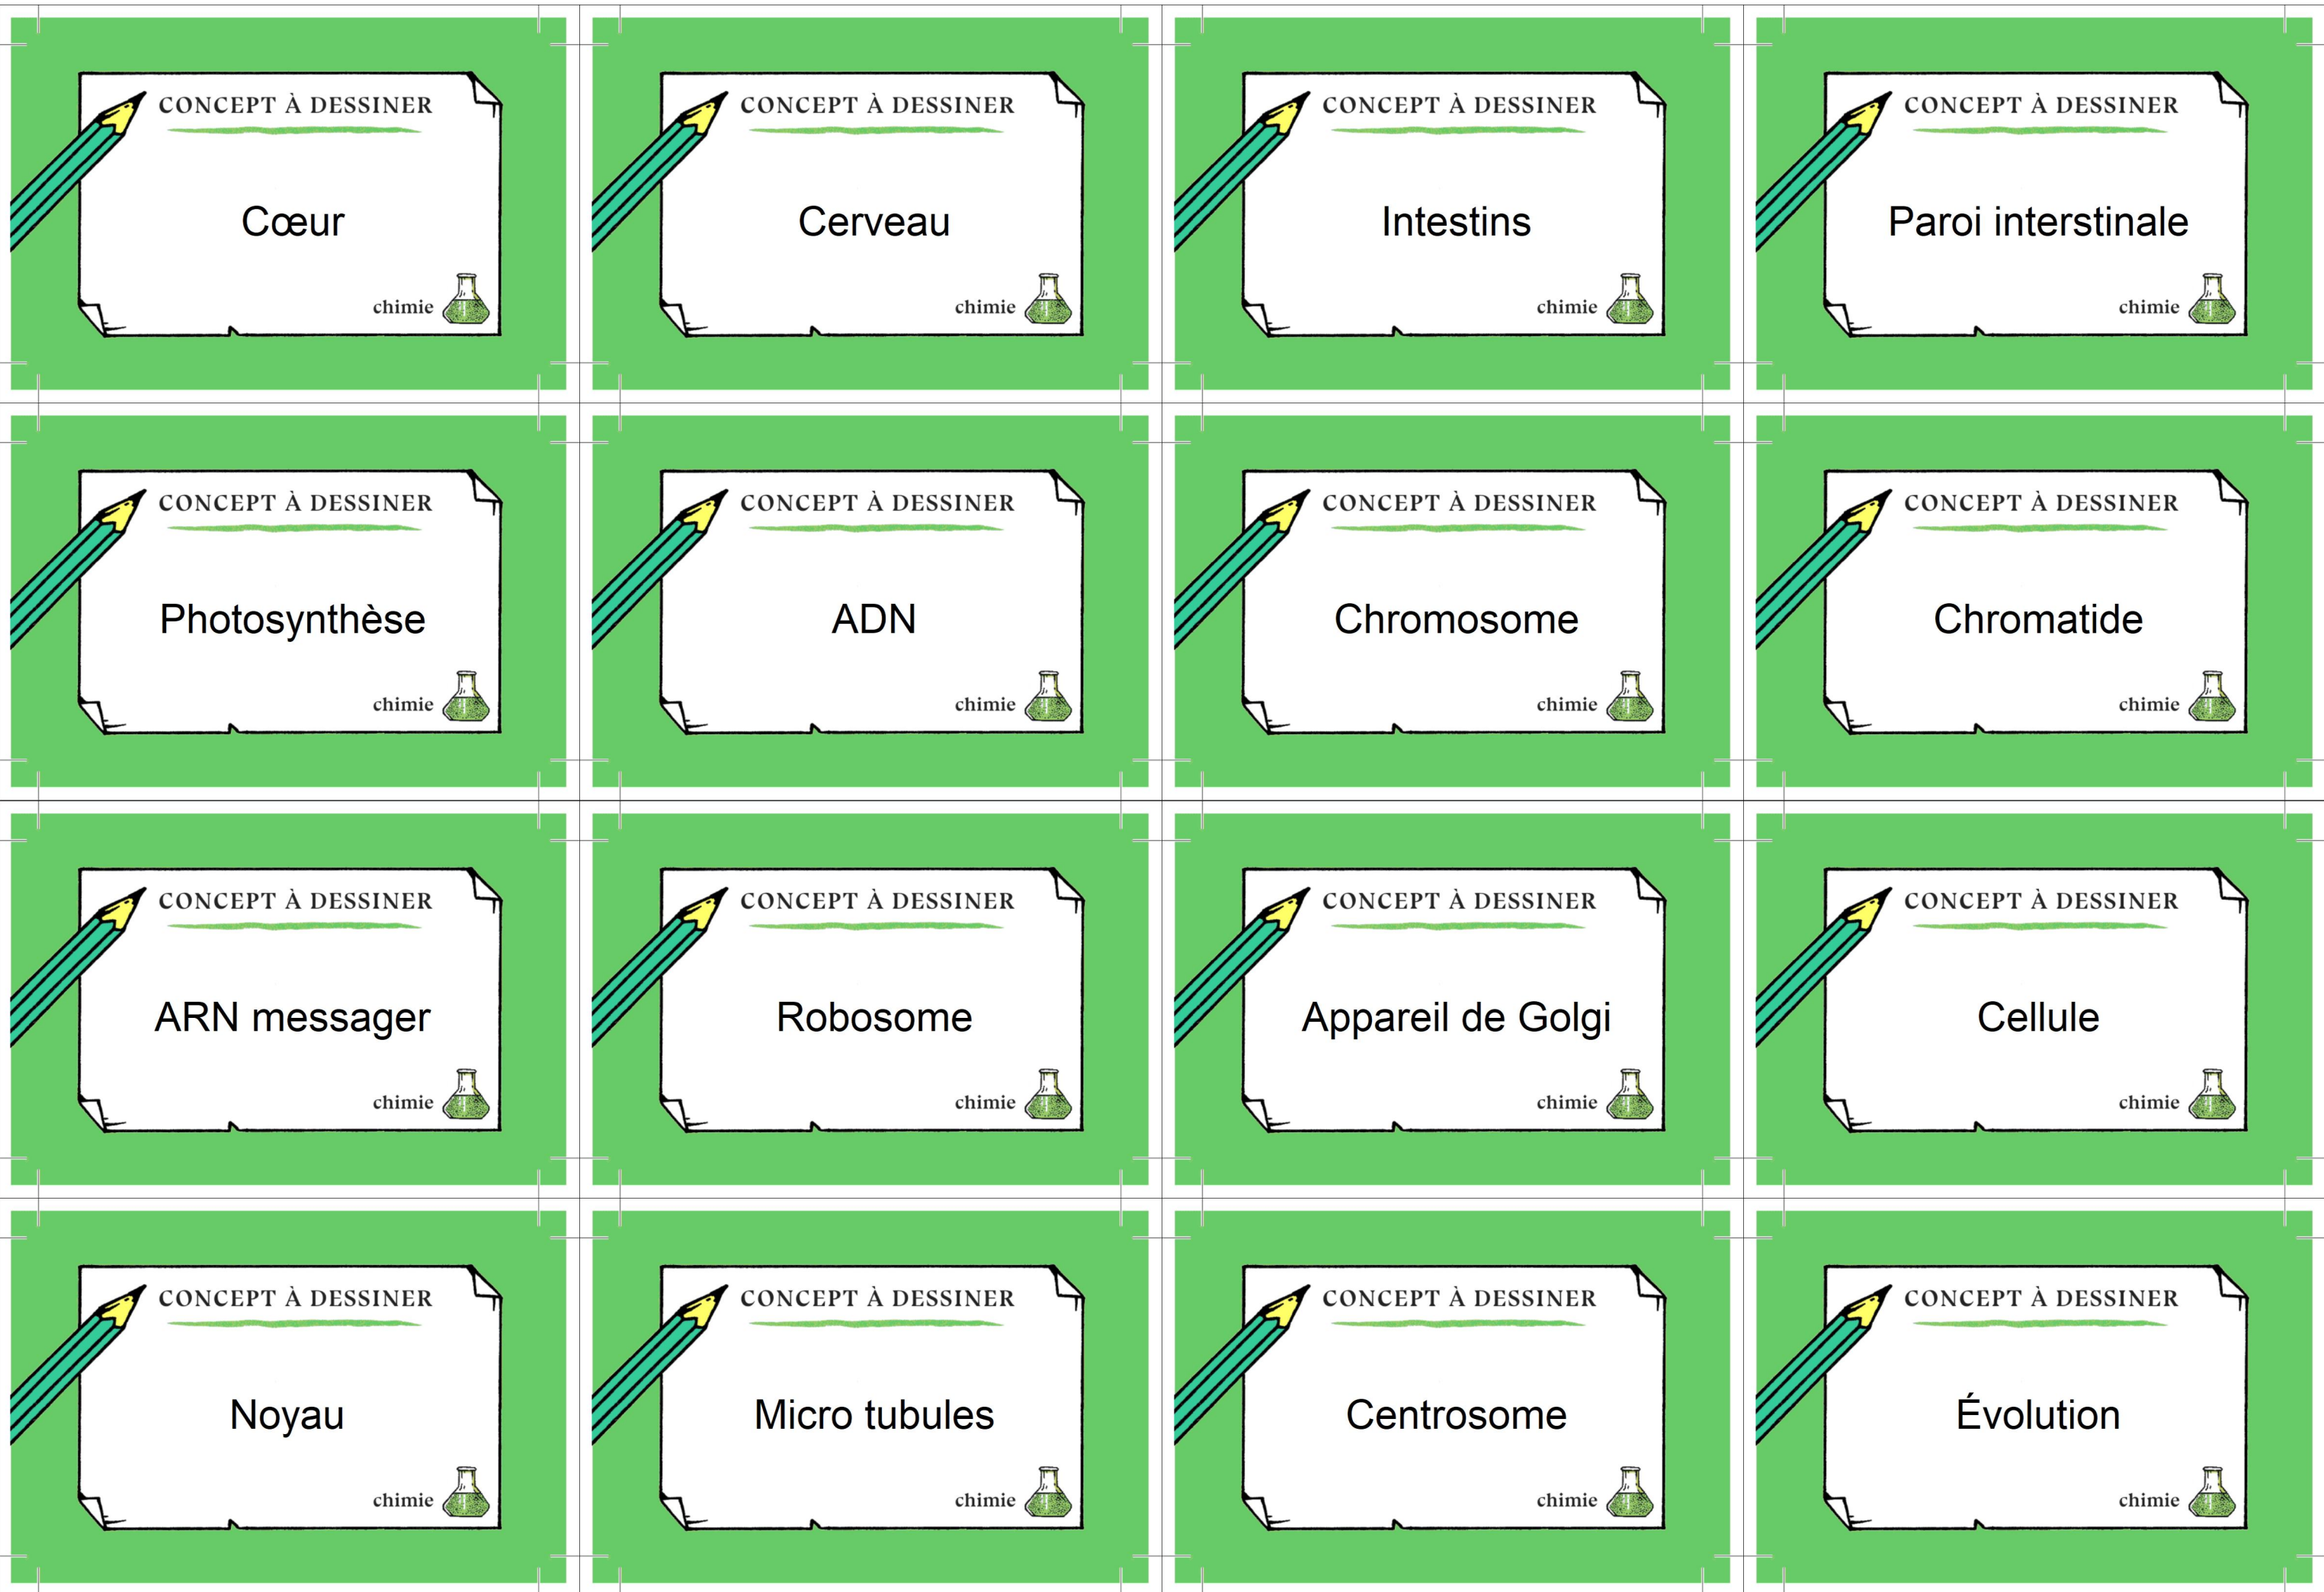 CONCEPT À DESSINER
Cœur
chimie
CONCEPT À DESSINER
Cerveau
chimie
CONCEPT À DESSINER
Intestins
chimie
CONCEPT À DESSINER
Paroi interstinale
chimie
CONCEPT À DESSINER
Photosynthèse
chimie
CONCEPT À DESSINER
ADN
chimie
CONCEPT À DESSINER
Chromosome
chimie
CONCEPT À DESSINER
Chromatide
chimie
CONCEPT À DESSINER
ARN messager
chimie
CONCEPT À DESSINER
Robosome
chimie
CONCEPT À DESSINER
Appareil de Golgi
chimie
CONCEPT À DESSINER
Cellule
chimie
CONCEPT À DESSINER
Noyau
chimie
CONCEPT À DESSINER
Micro tubules
chimie
CONCEPT À DESSINER
Centrosome
chimie
CONCEPT À DESSINER
Évolution
chimie